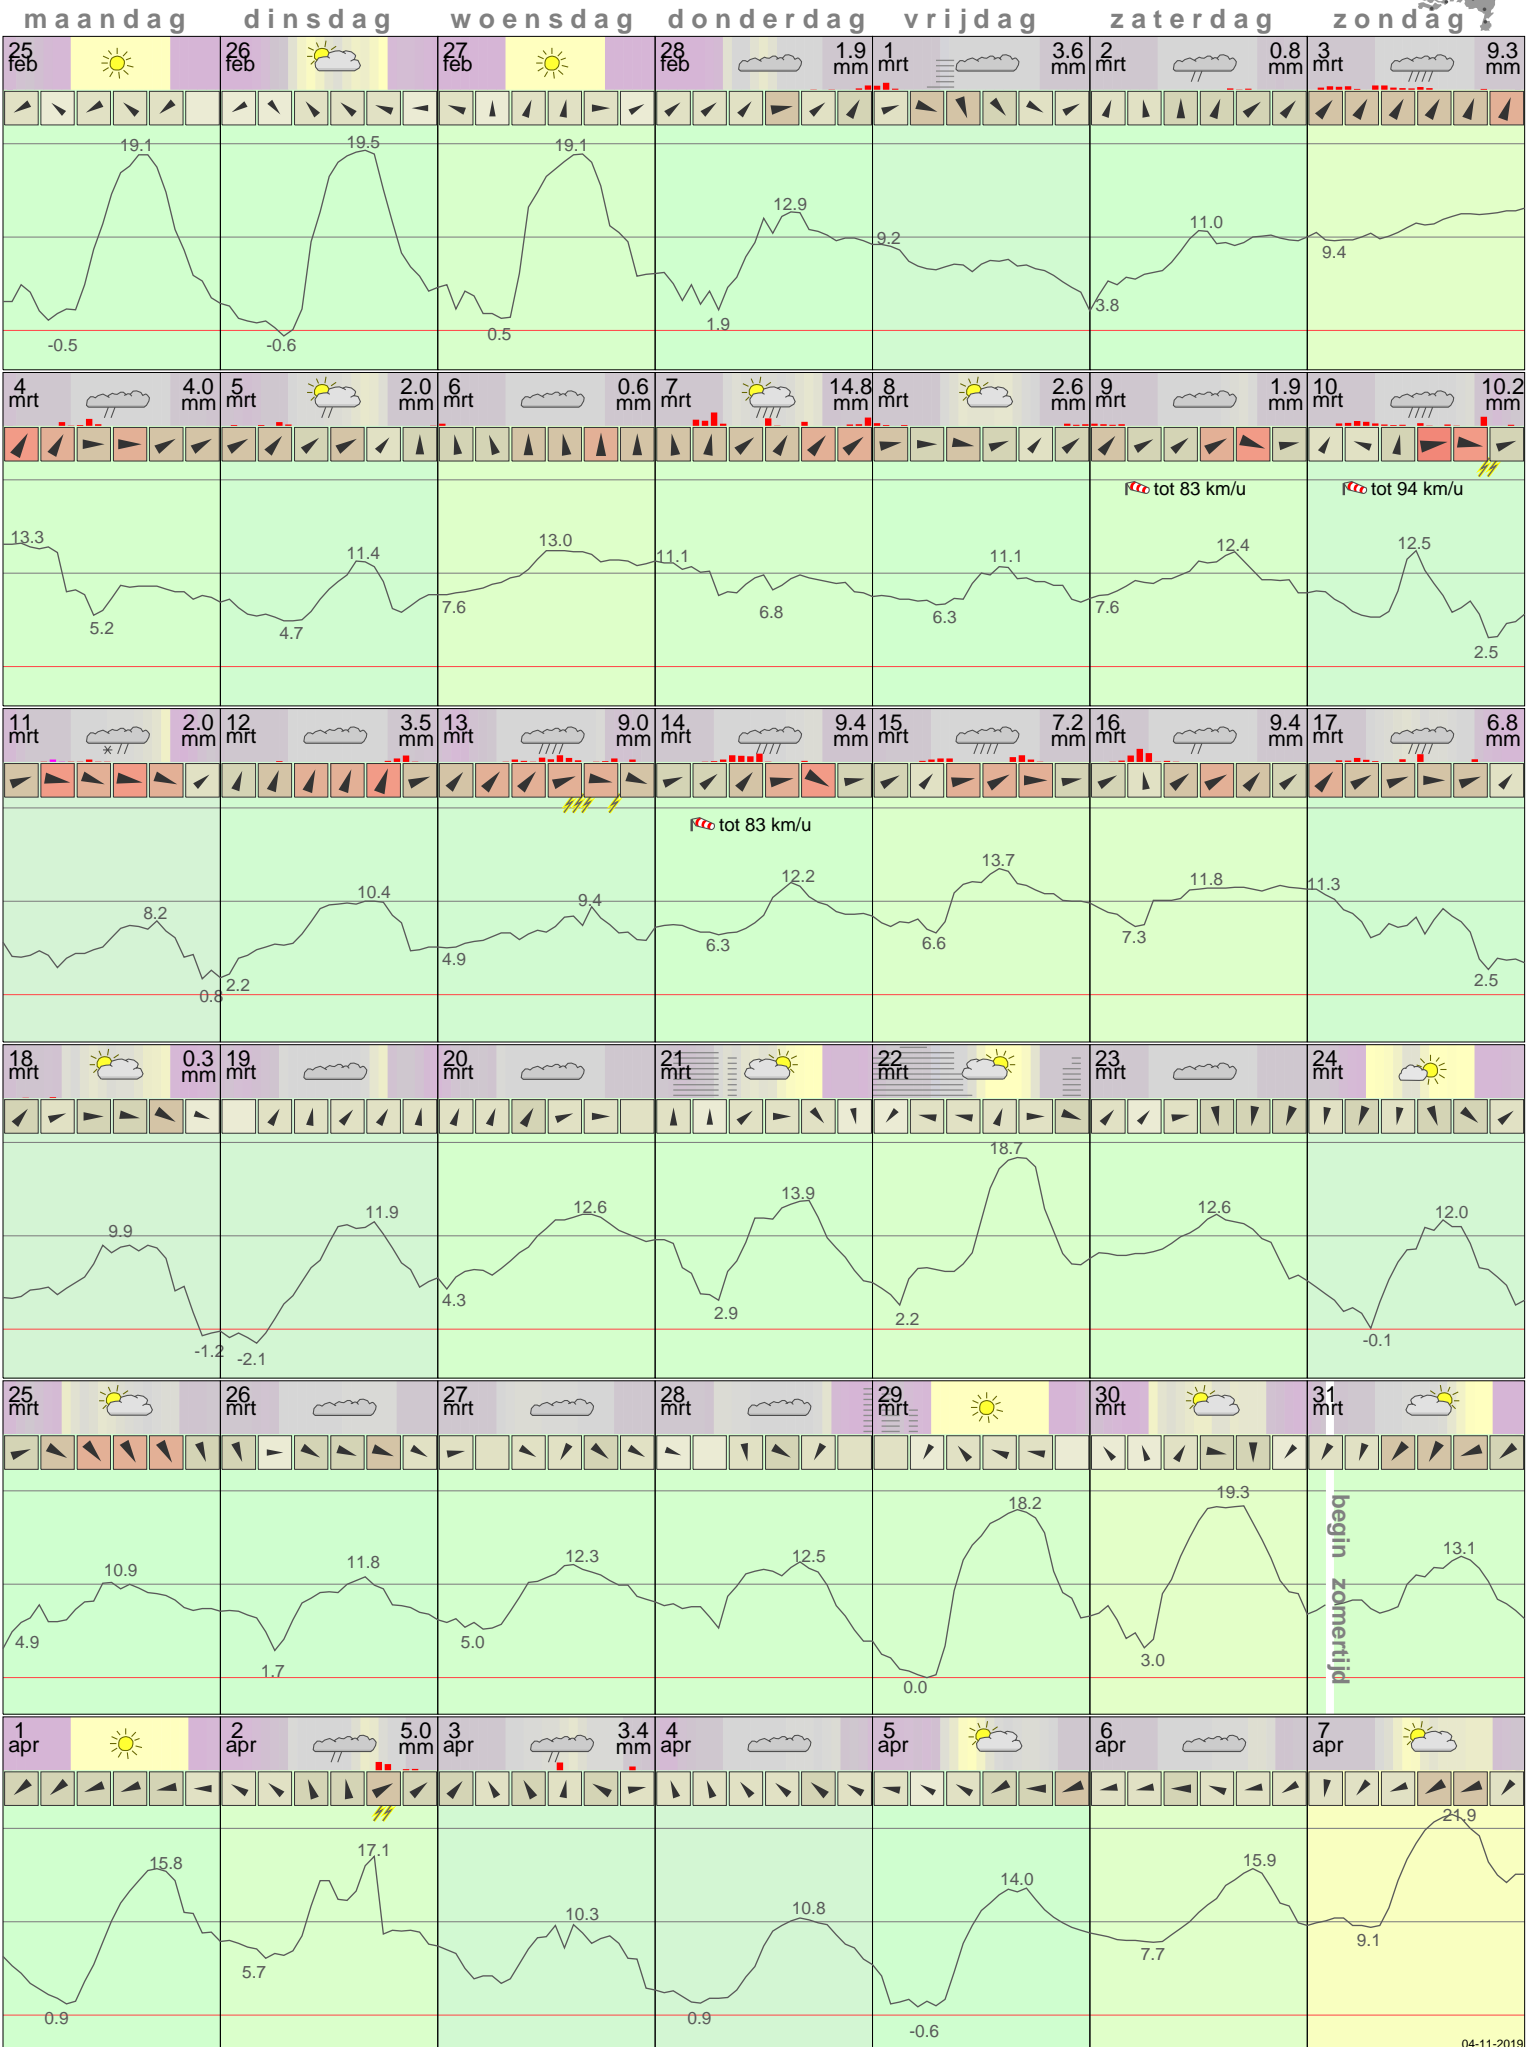 maandag dinsdag woensdag donderdag vrijdag zaterdag zondag
25 feb 26 feb 27 feb 28 feb 1.9 mm 1 mrt 3.6 mm 2 mrt 0.8 mm 3 mrt 9.3 mm
19.1 19.5 19.1 12.9 9.2 11.0 9.4
-0.5 -0.6 0.5 1.9 3.8
4 mrt 4.0 mm 5 mrt 2.0 mm 6 mrt 0.6 mm 7 mrt 14.8 mm 8 mrt 2.6 mm 9 mrt 1.9 mm 10 mrt 10.2 mm
tot 83 km/u tot 94 km/u
13.3 11.4 13.0 11.1 11.1 12.4 12.5
5.2 4.7 7.6 6.8 6.3 7.6 2.5
11 mrt 2.0 mm 12 mrt 3.5 mm 13 mrt 9.0 mm 14 mrt 9.4 mm 15 mrt 7.2 mm 16 mrt 9.4 mm 17 mrt 6.8 mm
tot 83 km/u
8.2 10.4 9.4 12.2 13.7 11.8 11.3
0.8 2.2 4.9 6.3 6.6 7.3 2.5
18 mrt 0.3 mm 19 mrt 20 mrt 21 mrt 22 mrt 23 mrt 24 mrt
9.9 11.9 12.6 13.9 18.7 12.6 12.0
-1.2 -2.1 4.3 2.9 2.2 -0.1
25 mrt 26 mrt 27 mrt 28 mrt 29 mrt 30 mrt 31 mrt
10.9 11.8 12.3 12.5 18.2 19.3 13.1
4.9 1.7 5.0 0.0 3.0
begin zomertijd
1 apr 2 apr 5.0 mm 3 apr 3.4 mm 4 apr 5 apr 6 apr 7 apr
15.8 17.1 10.3 10.8 14.0 15.9 21.9
0.9 5.7 0.9 -0.6 7.7 9.1
04-11-2019